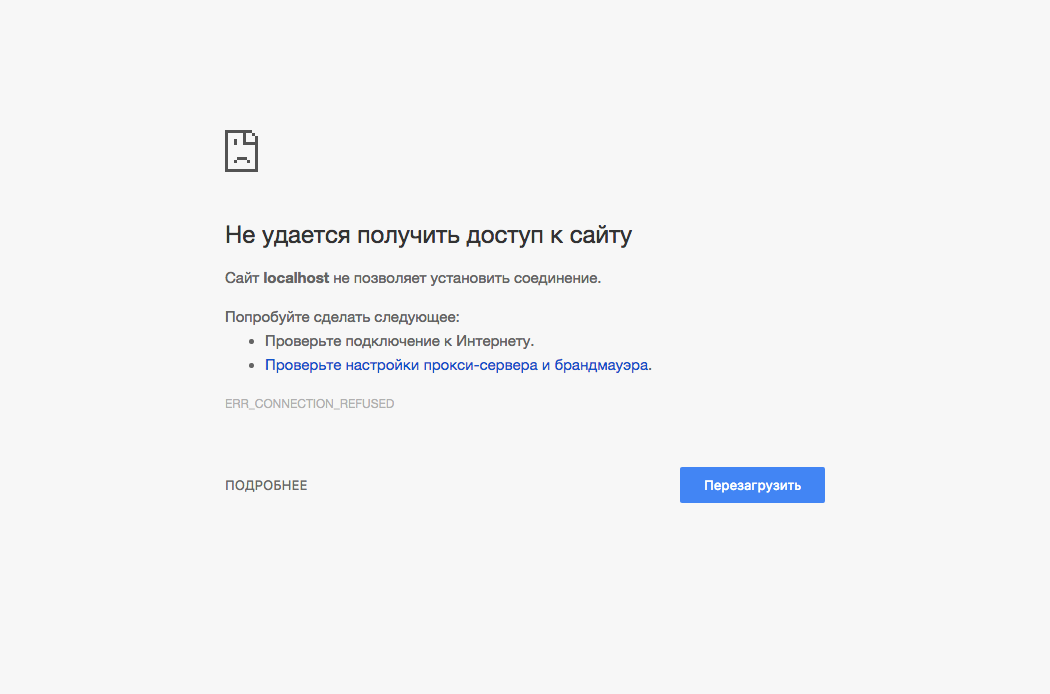 Не удается получить доступ к сайту
Сайт localhost не позволяет установить соединение.
Попробуйте сделать следующее:
Проверьте подключение к Интернету.
Проверьте настройки прокси-сервера и брандмауэра.
ERR_CONNECTION_REFUSED
ПОДРОБНЕЕ
Перезагрузить